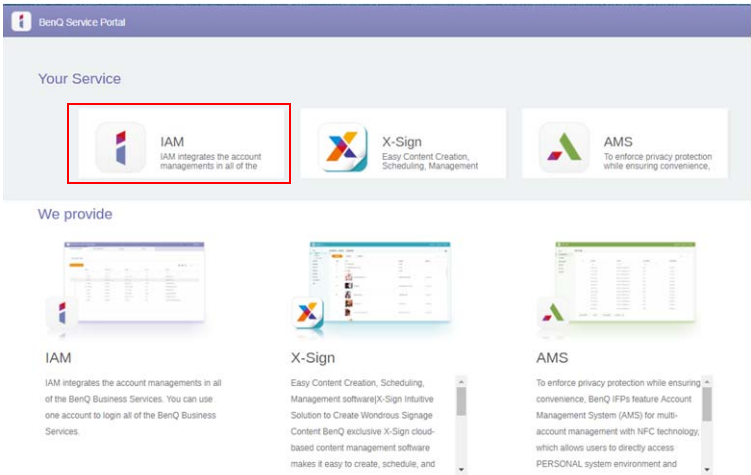 BenQ Service Portal
Your Service
IAM
IAM integrates the account
managements in all of the
X-Sign
Easy Content Creation,
Scheduling, Management
AMS
To enforce privacy protection
while ensuring convenience,
We provide
IAM
IAM integrates the account managements in all
of the BenQ Business Services. You can use
one account to login all of the BenQ Business
Services.
X-Sign
Easy Content Creation, Scheduling,
Management software|X-Sign Intuitive
Solution to Create Wondrous Signage
Content BenQ exclusive X-Sign cloud-
based content management software
makes it easy to create, schedule, and
AMS
To enforce privacy protection while ensuring
convenience, BenQ IFPs feature Account
Management System (AMS) for multi-
account management with NFC technology,
which allows users to directly access
PERSONAL system environment and